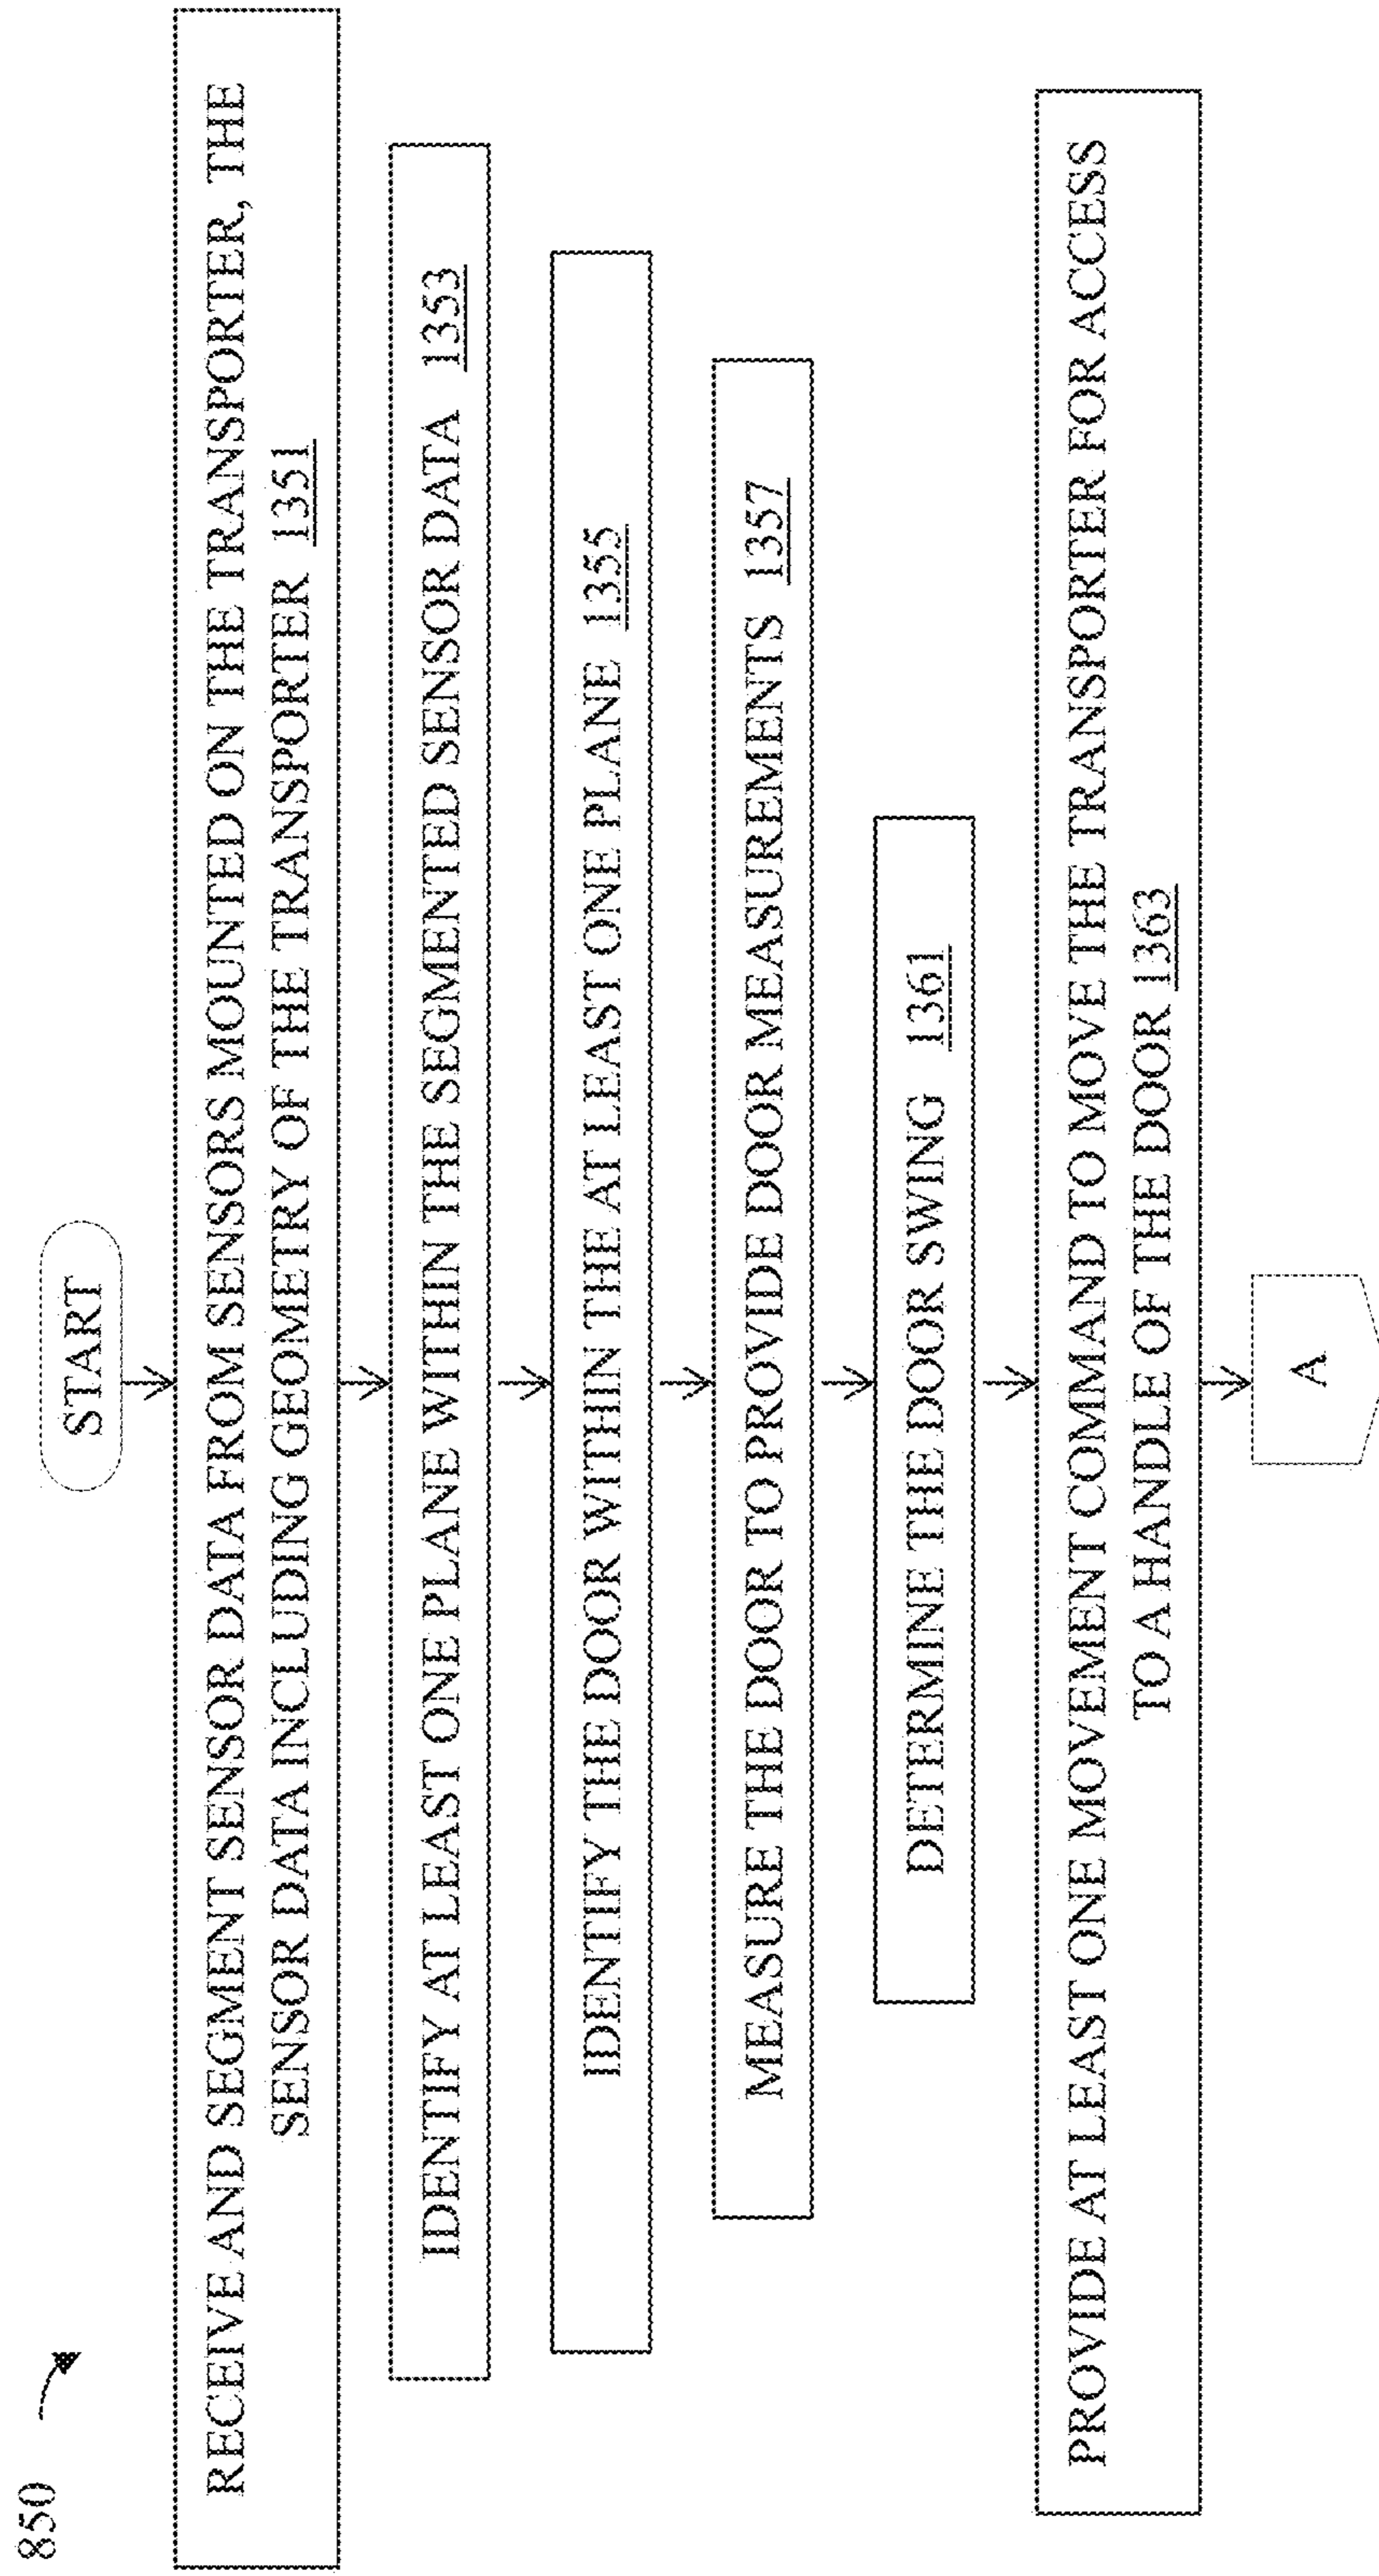 850
START
RECEIVE AND SEGMENT SENSOR DATA FROM SENSORS MOUNTED ON THE TRANSPORTER, THE
SENSOR DATA INCLUDING GEOMETRY OF THE TRANSPORTER 1351
IDENTIFY AT LEAST ONE PLANE WITHIN THE SEGMENTED SENSOR DATA 1353
IDENTIFY THE DOOR WITHIN THE AT LEAST ONE PLANE 1355
MEASURE THE DOOR TO PROVIDE DOOR MEASUREMENTS 1357
DETERMINE THE DOOR SWING 1361
PROVIDE AT LEAST ONE MOVEMENT COMMAND TO MOVE THE TRANSPORTER FOR ACCESS
TO A HANDLE OF THE DOOR 1363
A